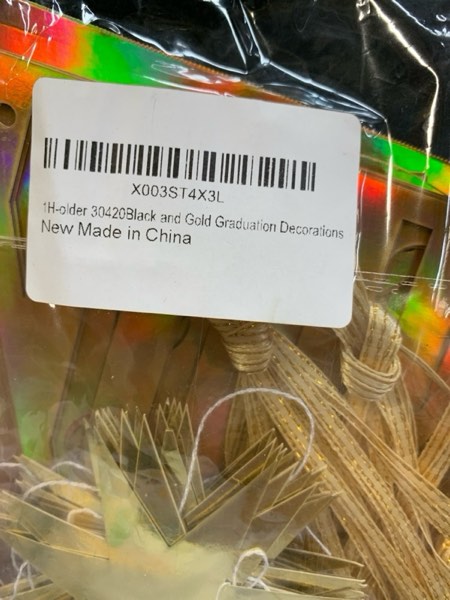 X003ST4X3L
1H-older 30420Black and Gold Graduation Decorations
New Made in China